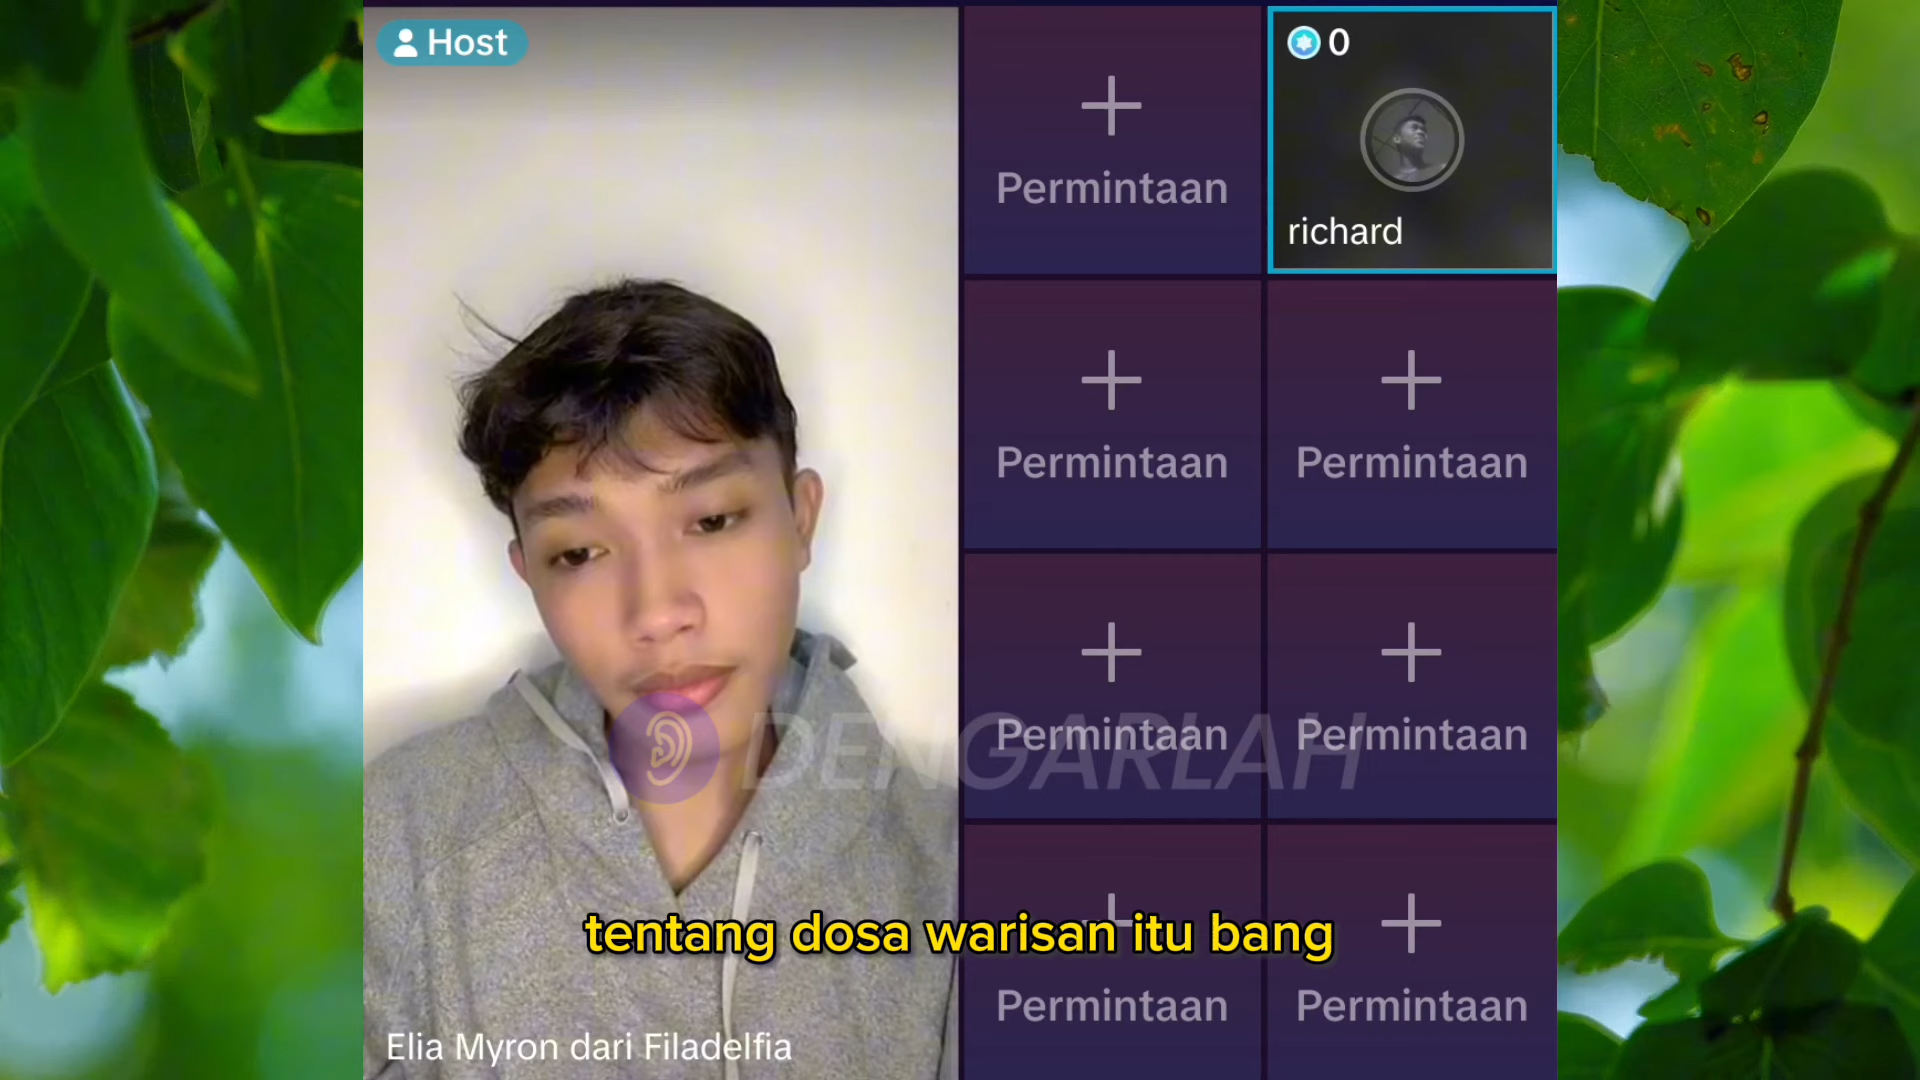 Host
Permintaan
0
richard
Permintaan
Permintaan
Permintaan
Permintaan
DENGARLAH
tentang dosa warisan itu bang
Permintaan
Permintaan
Elia Myron dari Filadelfia